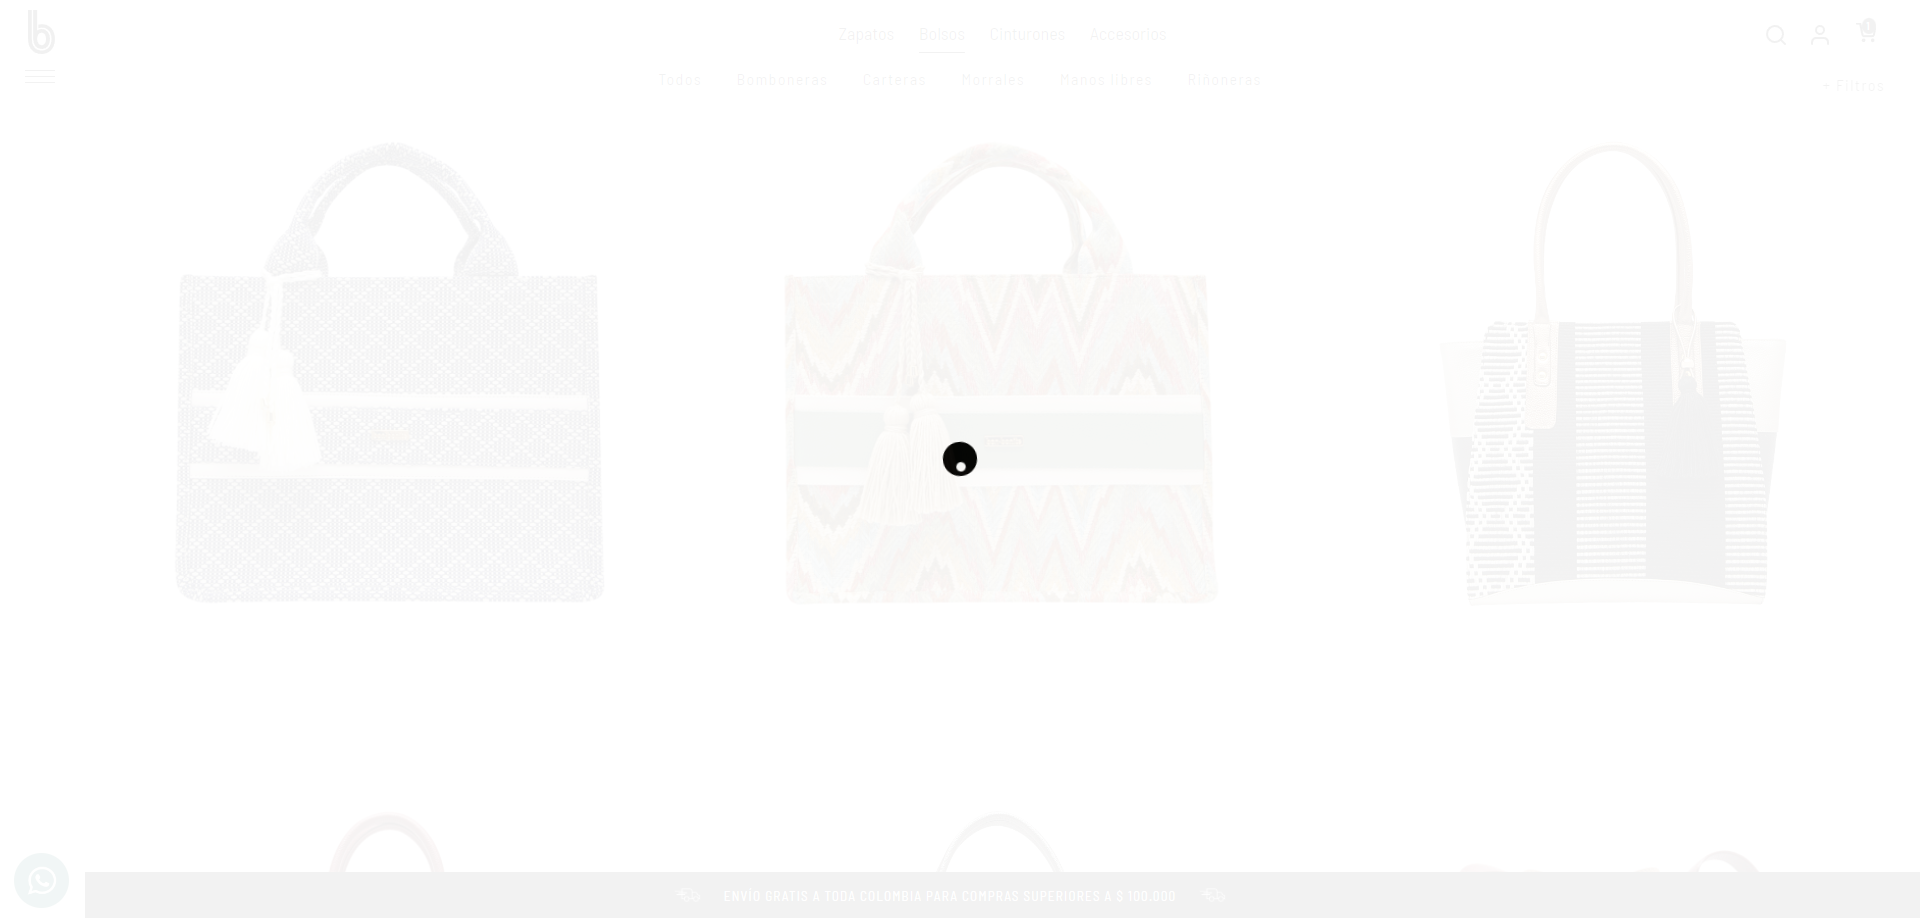 b
Zapatos Bolsos Cinturones Accesorios
1
Todos Bomboneras Carteras Morrales Manos libres Riñoneras
+ Filtros
ENVÍO GRATIS A TODA COLOMBIA PARA COMPRAS SUPERIORES A $ 100.000